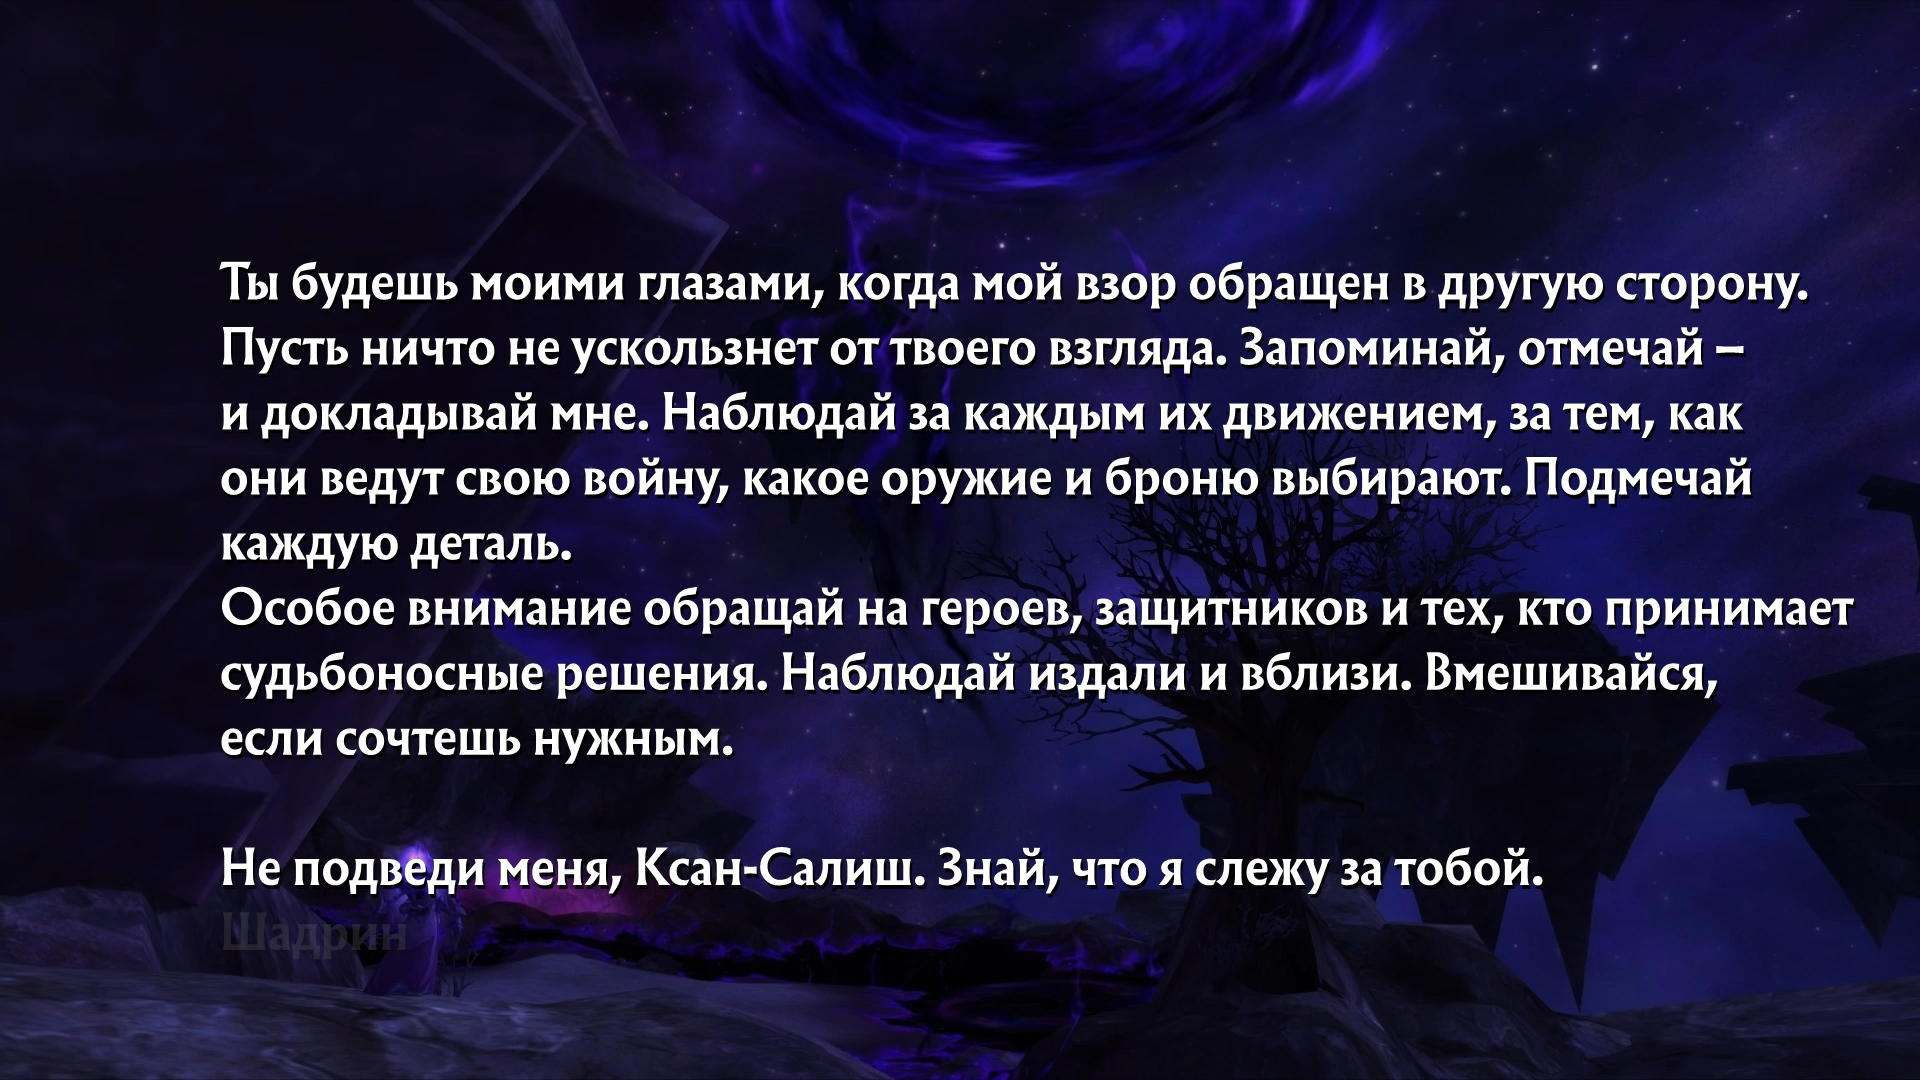 Ты будешь моими глазами, когда мой взор обращен в другую сторону.
Пусть ничто не ускользнет от твоего взгляда. Запоминай, отмечай –
и докладывай мне. Наблюдай за каждым их движением, за тем, как
они ведут свою войну, какое оружие и броню выбирают. Подмечай
каждую деталь.
Особое внимание обращай на героев, защитников и тех, кто принимает
судьбоносные решения. Наблюдай издали и вблизи. Вмешивайся,
если сочтешь нужным.
Не подведи меня, Ксан-Салиш. Знай, что я слежу за тобой.
Шадрин